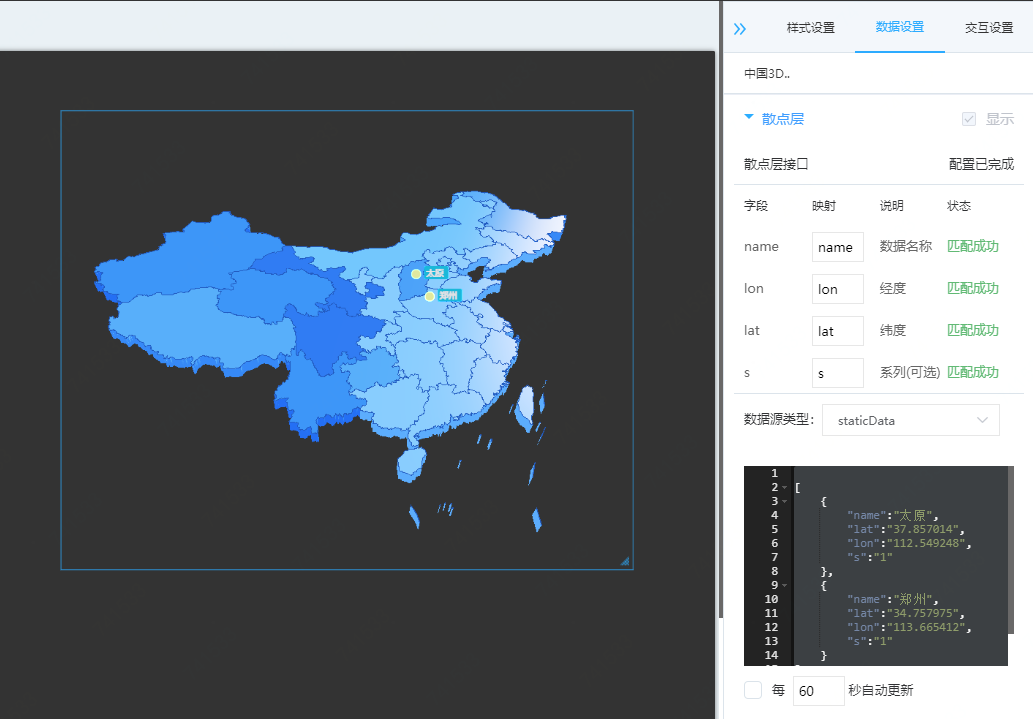 样式设置 数据设置 交互设置
中国3D..
散点层 显示
散点层接口 配置已完成
字段 映射 说明 状态
name name 数据名称 匹配成功
lon lon 经度 匹配成功
lat lat 纬度 匹配成功
s s 系列(可选) 匹配成功
数据源类型: staticData
1
2 [
3 {
4 "name":"太原",
5 "lat":"37.857014",
6 "lon":"112.549248",
7 "s":"1"
8 },
9 {
10 "name":"郑州",
11 "lat":"34.757975",
12 "lon":"113.665412",
13 "s":"1"
14 }
每 60 秒自动更新
太原
郑州